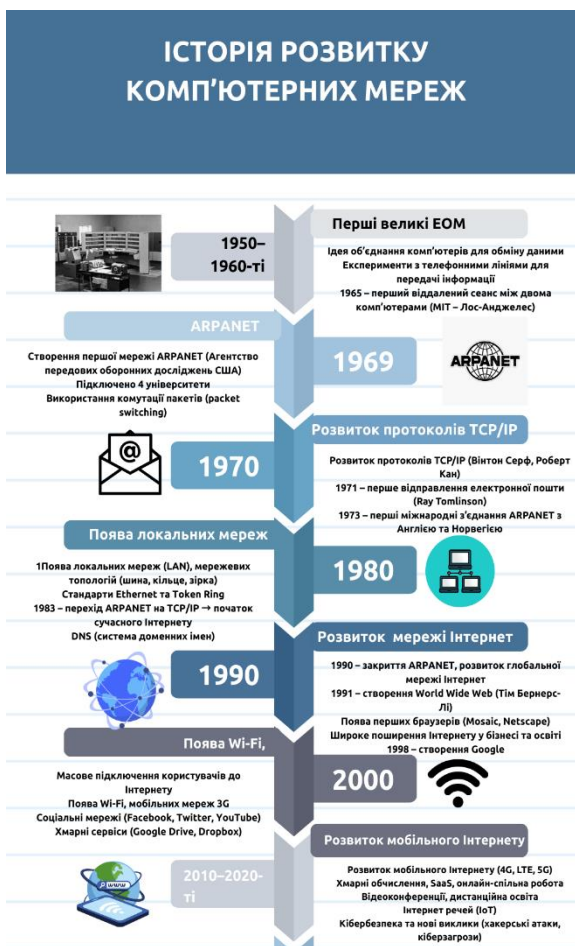 ІСТОРІЯ РОЗВИТКУ
КОМП'ЮТЕРНИХ МЕРЕЖ
1950–
1960-ті
Перші великі ЕОМ
Ідея об'єднання комп'ютерів для обміну даними
Експерименти з телефонними лініями для
передачі інформації
1965 – перший віддалений сеанс між двома
комп'ютерами (MIT – Лос-Анджелес)
ARPANET
Створення першої мережі ARPANET (Агентство
передових оборонних досліджень США)
Підключено 4 університети
Використання комутації пакетів (packet
switching)
1969
ARPANET
@
1970
Розвиток протоколів TCP/IP
Розвиток протоколів TCP/IP (Вінтон Серф, Роберт
Кан)
1971 – перше відправлення електронної пошти
(Ray Tomlinson)
1973 – перші міжнародні з'єднання ARPANET з
Англією та Норвегією
Поява локальних мереж
1Поява локальних мереж (LAN), мережевих
топологій (шина, кільце, зірка)
Стандарти Ethernet та Token Ring
1983 – перехід ARPANET на TCP/IP → початок
сучасного Інтернету
DNS (система доменних імен)
1980
1990
Розвиток мережі Інтернет
1990 – закриття ARPANET, розвиток глобальної
мережі Інтернет
1991 – створення World Wide Web (Тім Бернерс-
Лі)
Поява перших браузерів (Mosaic, Netscape)
Широке поширення Інтернету у бізнесі та освіті
1998 – створення Google
Поява Wi-Fi,
Масове підключення користувачів до
Інтернету
Поява Wi-Fi, мобільних мереж 3G
Соціальні мережі (Facebook, Twitter, YouTube)
Хмарні сервіси (Google Drive, Dropbox)
2000
www
2010–2020-
ті
Розвиток мобільного Інтернету
Розвиток мобільного Інтернету (4G, LTE, 5G)
Хмарні обчислення, SaaS, онлайн-спільна робота
Відеоконференції, дистанційна освіта
Інтернет речей (IoT)
Кібербезпека та нові виклики (хакерські атаки,
кіберзагрози)